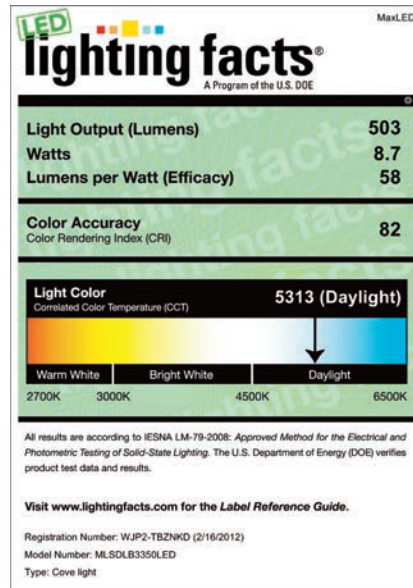 MaxLED
LED
lighting facts®
A Program of the U.S. DOE
Light Output (Lumens) 503
Watts 8.7
Lumens per Watt (Efficacy) 58
Color Accuracy
Color Rendering Index (CRI) 82
Light Color
Correlated Color Temperature (CCT) 5313 (Daylight)
Warm White Bright White Daylight
2700K 3000K 4500K 6500K
All results are according to IESNA LM-79-2008: Approved Method for the Electrical and
Photometric Testing of Solid-State Lighting. The U.S. Department of Energy (DOE) verifies
product test data and results.
Visit www.lightingfacts.com for the Label Reference Guide.
Registration Number: WJP2-TBZNKD (2/16/2012)
Model Number: MLSDLB3350LED
Type: Cove light